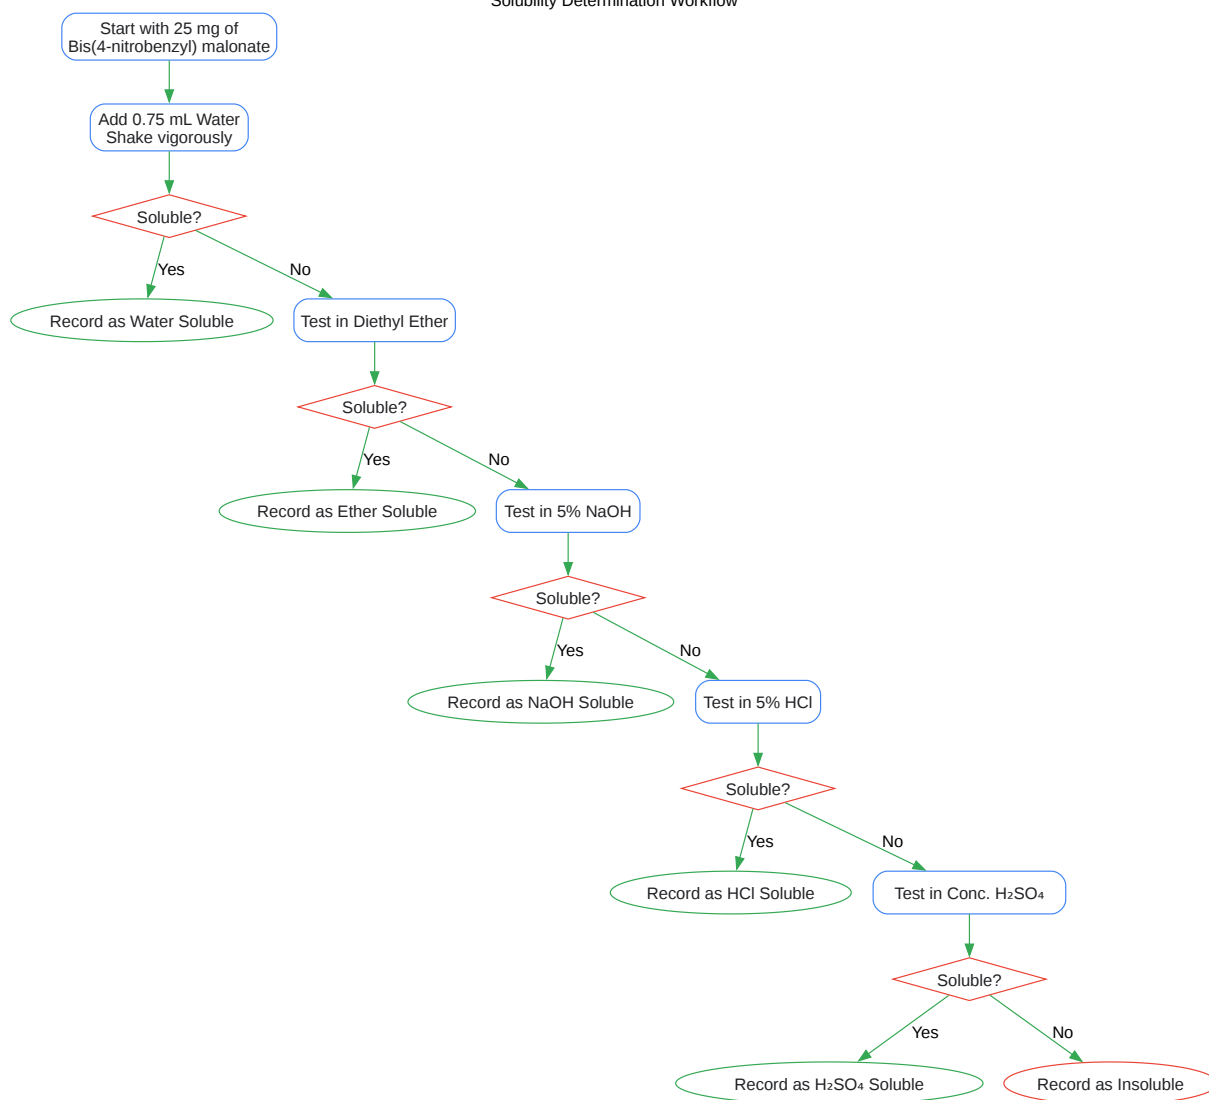 Solubility Determination Workflow
Start with 25 mg of
Bis(4-nitrobenzyl) malonate
Add 0.75 mL Water
Shake vigorously
Soluble?
Yes
No
Record as Water Soluble
Test in Diethyl Ether
Soluble?
Yes
No
Record as Ether Soluble
Test in 5% NaOH
Soluble?
Yes
No
Record as NaOH Soluble
Test in 5% HCl
Soluble?
Yes
No
Record as HCl Soluble
Test in Conc. H₂SO₄
Soluble?
Yes
No
Record as H₂SO₄ Soluble
Record as Insoluble